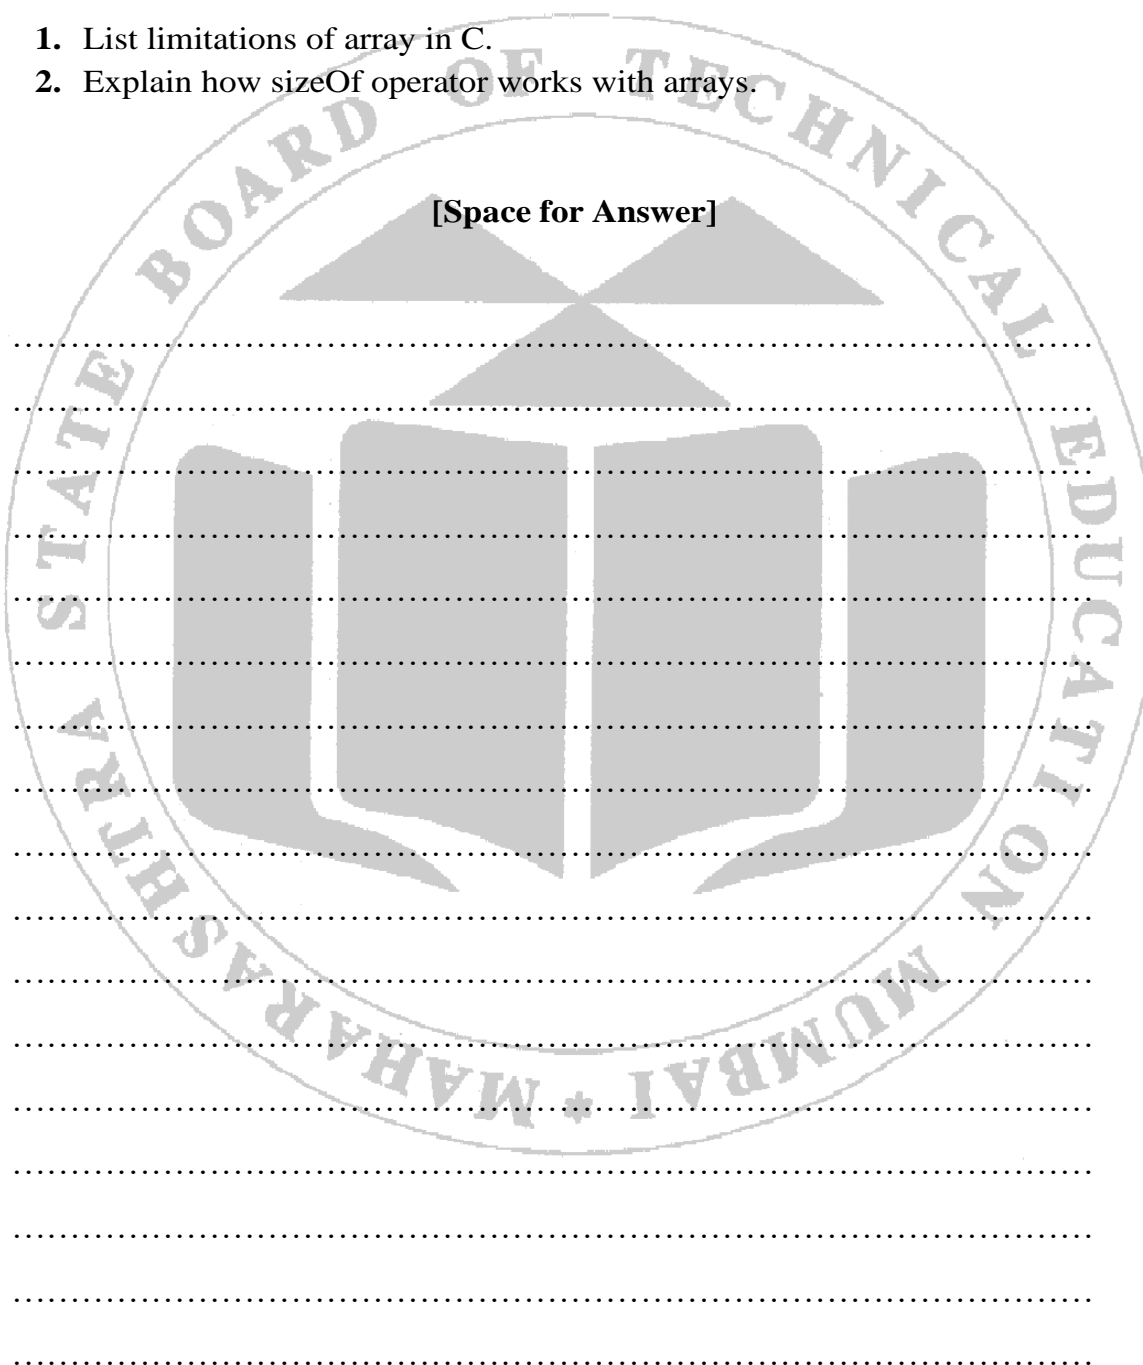 1. List limitations of array in C.
2. Explain how sizeOf operator works with arrays.
[Space for Answer]
MAHARASHTRA STATE BOARD OF TECHNICAL EDUCATION MUMBAI *